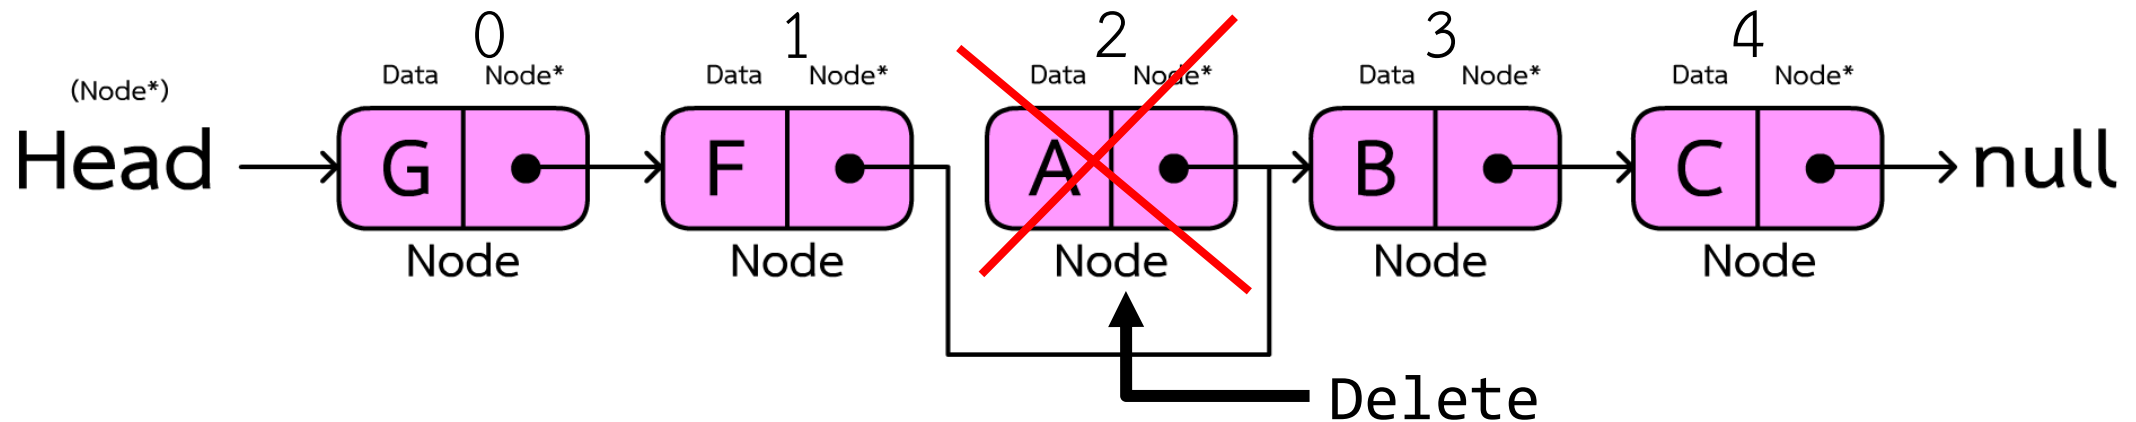 0 1 2 3 4
(Node*) Data Node* Data Node* Data Node* Data Node* Data Node*
Head G F A B C null
Node Node Node Node Node
Delete